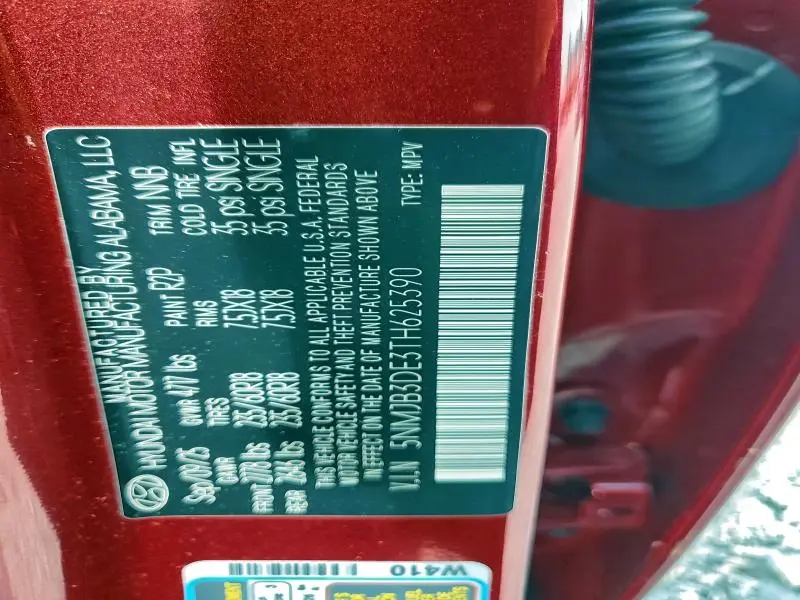 MANUFACTURED BY
HYUNDAI MOTOR MANUFACTURING ALABAMA, LLC
Sep/09/25 GVWR 4717 lbs PAINT R2P TRIM NNB
GAWR TIRES RIMS COLD TIRE INFL
FRONT 2778 lbs 235/60R18 7.5JX18 35 psi SINGLE
REAR lbs 235/60R18 7.5JX18 35 psi SINGLE
THIS VEHICLE CONFORMS TO ALL APPLICABLE U.S.A. FEDERAL
MOTOR VEHICLE SAFETY AND THEFT PREVENTION STANDARDS
IN EFFECT ON THE DATE OF MANUFACTURE SHOWN ABOVE
V.I.N 5NMJB3DE3TH625390 TYPE: MPV
W410